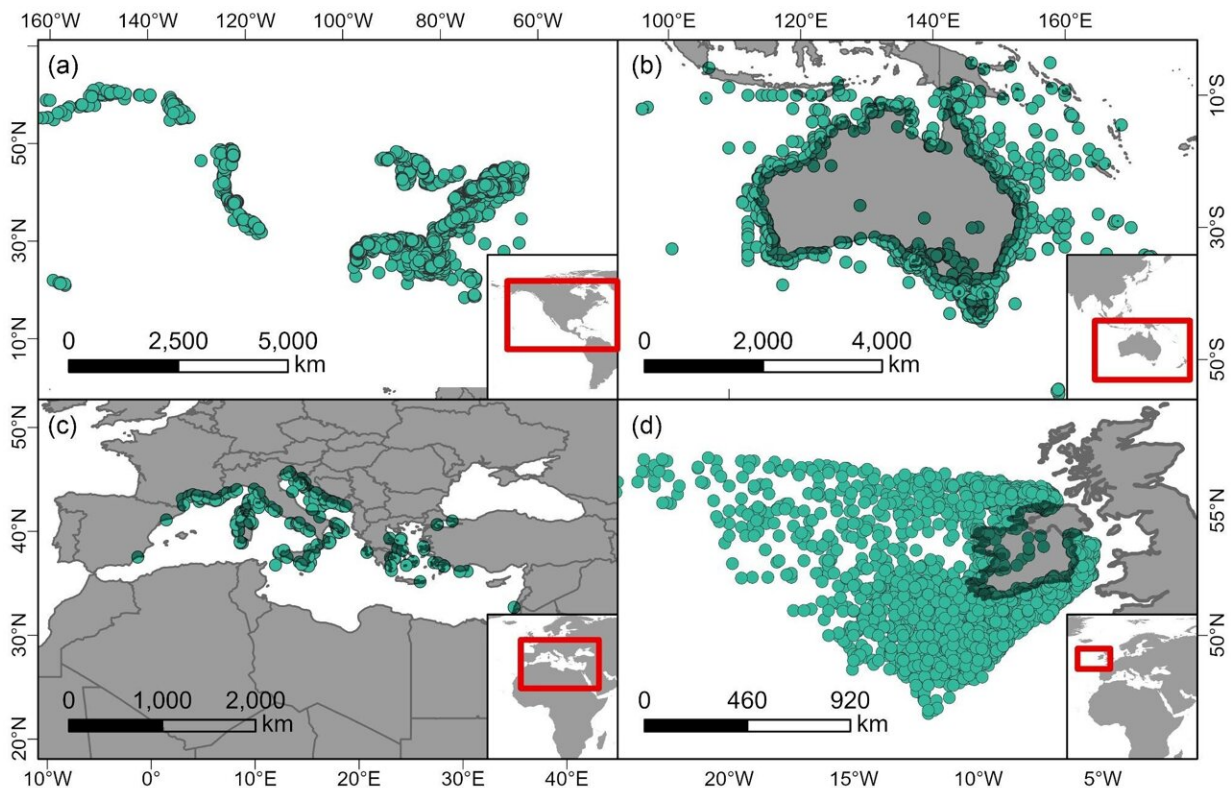 160°W 140°W 120°W 100°W 80°W 60°W 100°E 120°E 140°E 160°E
(a)
50°N
30°N
10°N
0 2,500 5,000
km
(b)
10°S
30°S
50°S
0 2,000 4,000
km
(c)
50°N
40°N
30°N
20°N
0 1,000 2,000
km
(d)
55°N
50°N
0 460 920
km
10°W 0° 10°E 20°E 30°E 40°E 20°W 15°W 10°W 5°W